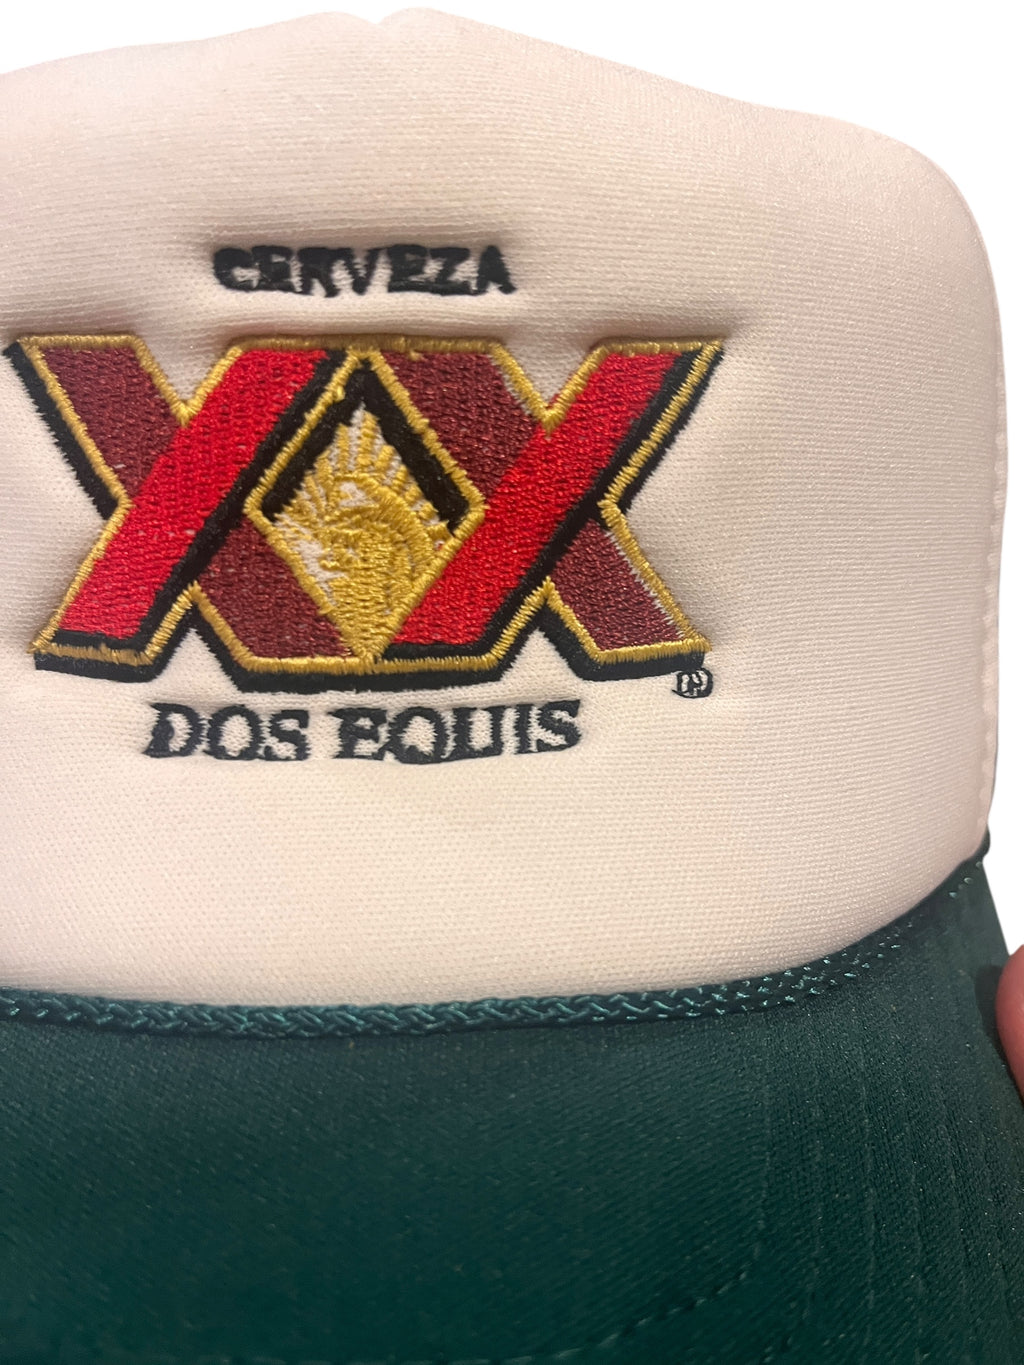 CERVEZA
XX
®
DOS EQUIS